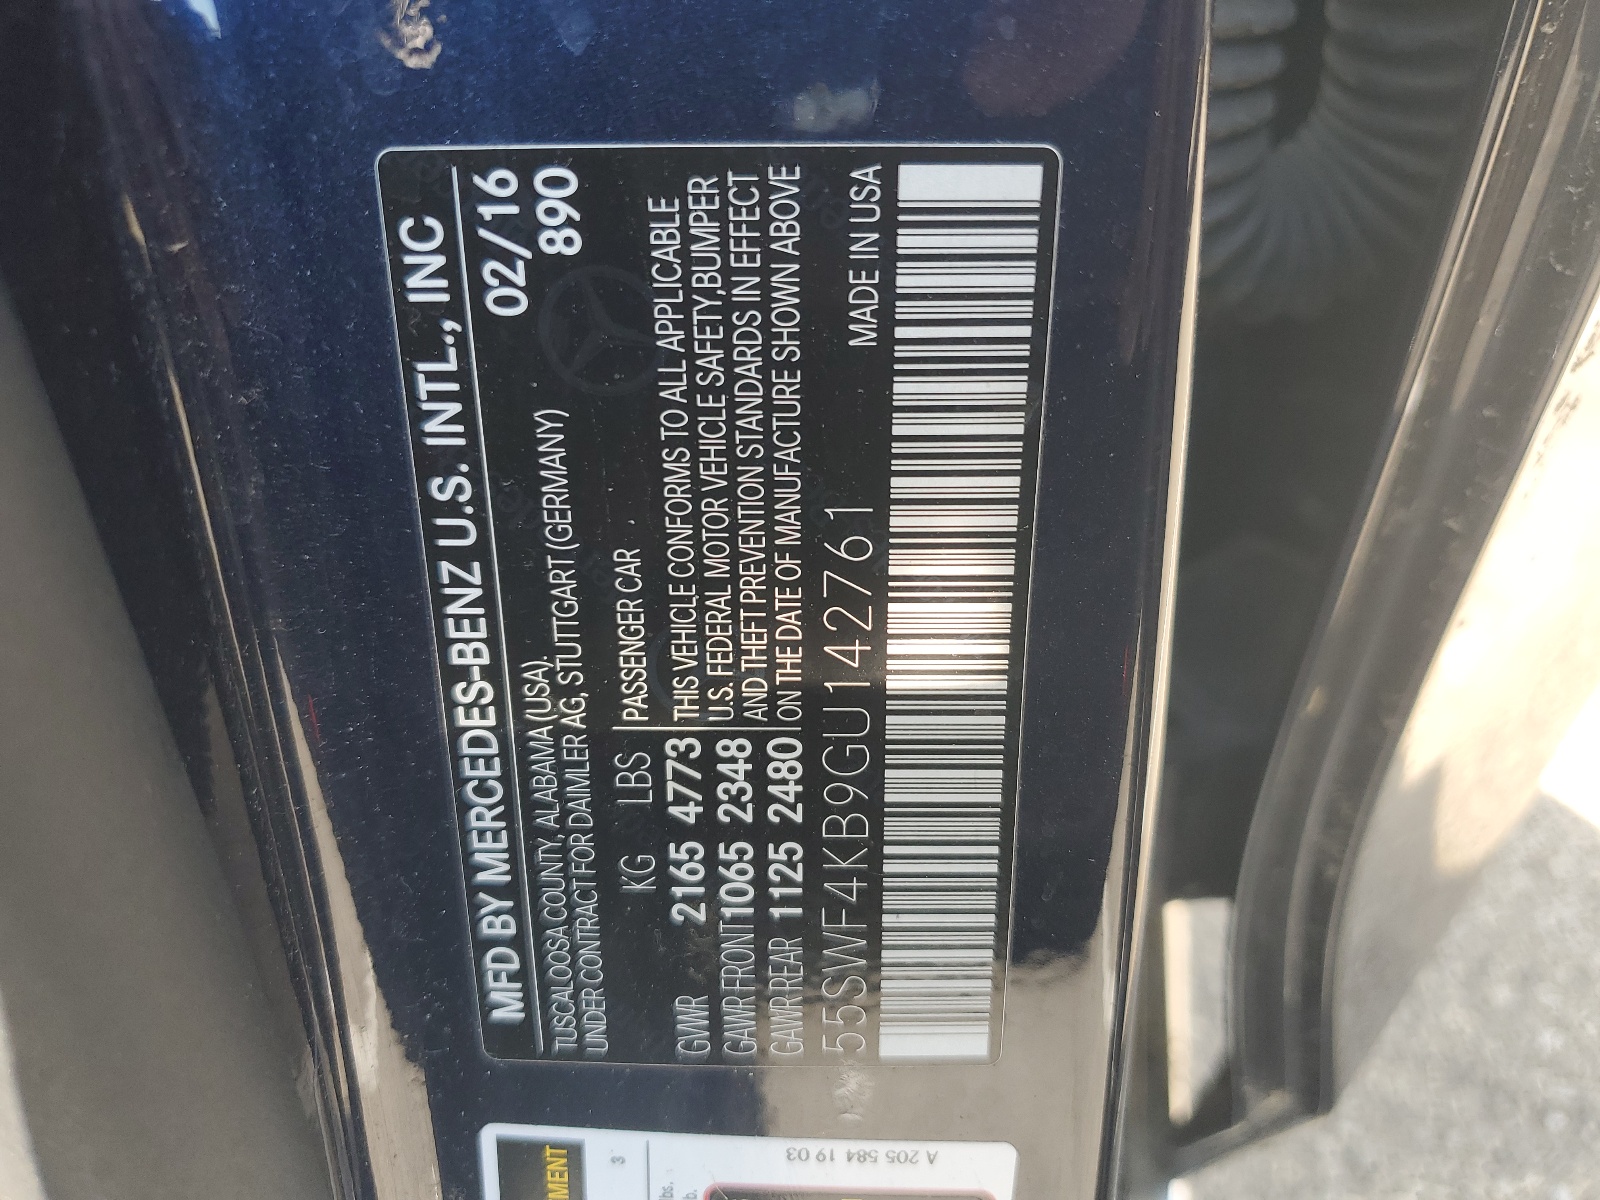 MFD BY MERCEDES-BENZ U.S. INTL., INC
TUSCALOOSA COUNTY, ALABAMA (USA). 02/16
UNDER CONTRACT FOR DAIMLER AG, STUTTGART (GERMANY) 890
KG LBS PASSENGER CAR
GVWR 2165 4773 THIS VEHICLE CONFORMS TO ALL APPLICABLE
GAWR FRONT 1065 2348 U.S. FEDERAL MOTOR VEHICLE SAFETY,BUMPER
AND THEFT PREVENTION STANDARDS IN EFFECT
GAWR REAR 1125 2480 ON THE DATE OF MANUFACTURE SHOWN ABOVE
55SWF4KB9GU142761 MADE IN USA
MENT
3
lbs.
A 205 584 19 03